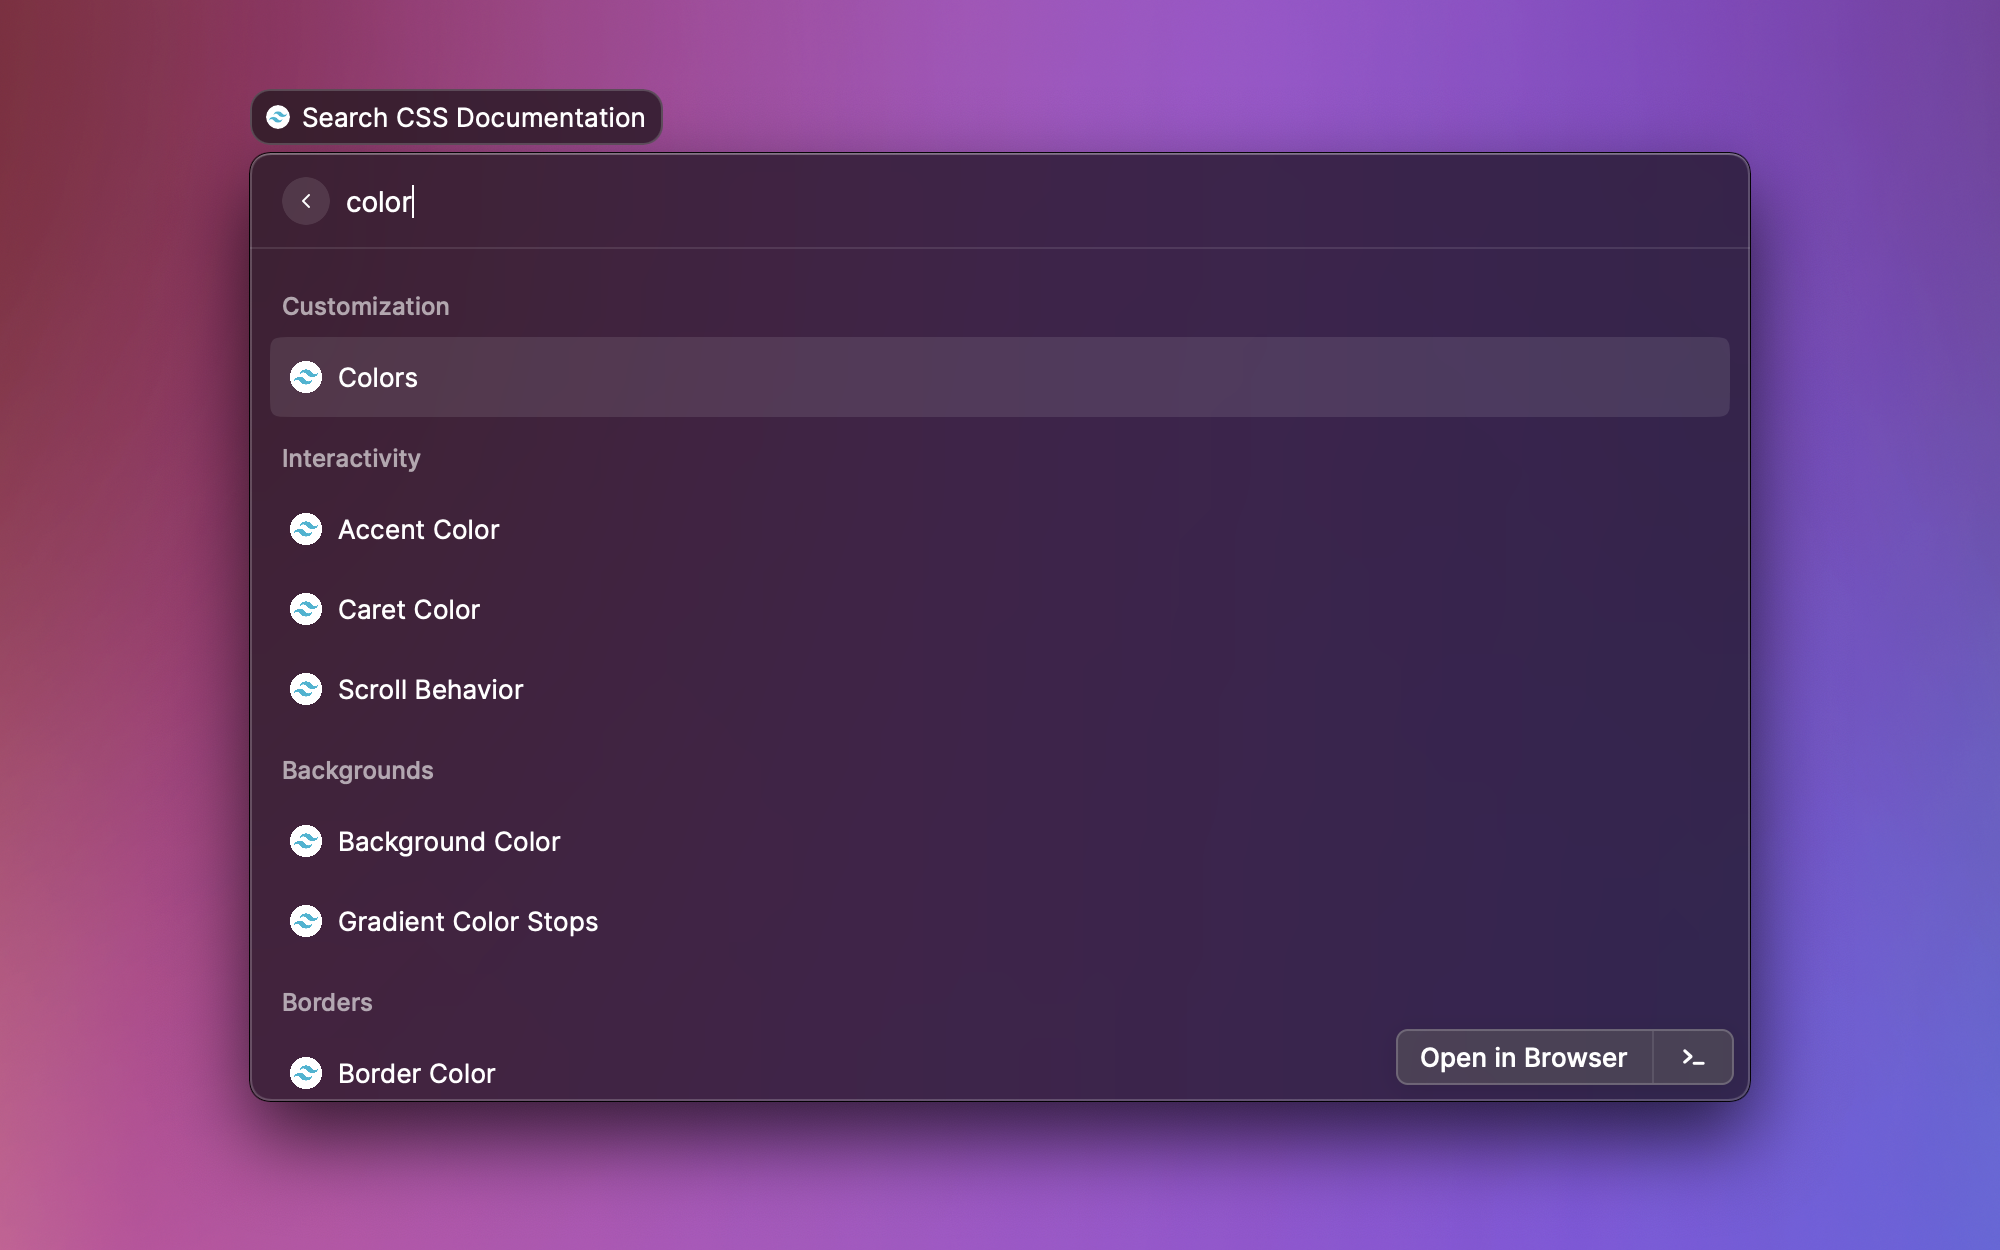 Search CSS Documentation
color
Customization
Colors
Interactivity
Accent Color
Caret Color
Scroll Behavior
Backgrounds
Background Color
Gradient Color Stops
Borders
Border Color
Open in Browser